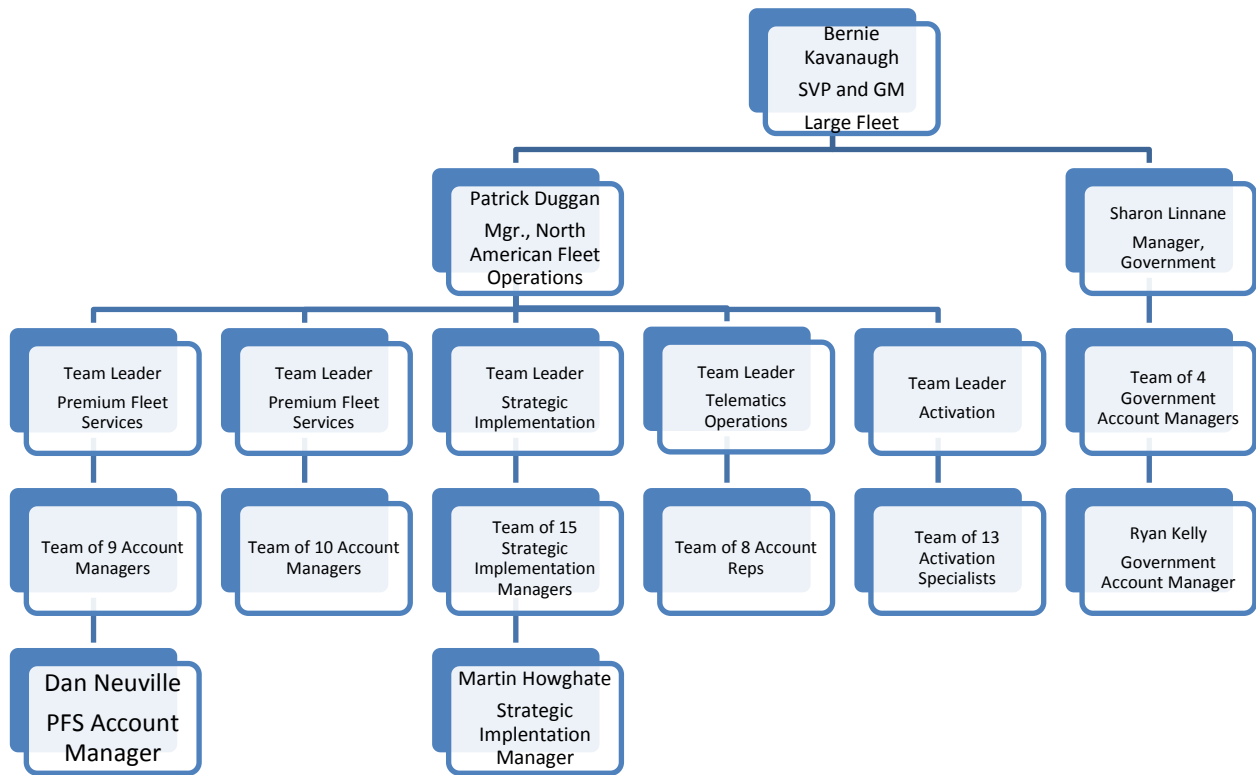 Bernie
Kavanaugh
SVP and GM
Large Fleet
Patrick Duggan
Mgr., North
American Fleet
Operations
Sharon Linnane
Manager,
Government
Team Leader
Premium Fleet
Services
Team Leader
Premium Fleet
Services
Team Leader
Strategic
Implementation
Team Leader
Telematics
Operations
Team Leader
Activation
Team of 4
Government
Account Managers
Team of 9 Account
Managers
Team of 10 Account
Managers
Team of 15
Strategic
Implementation
Managers
Team of 8 Account
Reps
Team of 13
Activation
Specialists
Ryan Kelly
Government
Account Manager
Dan Neuville
PFS Account
Manager
Martin Howghate
Strategic
Implentation
Manager